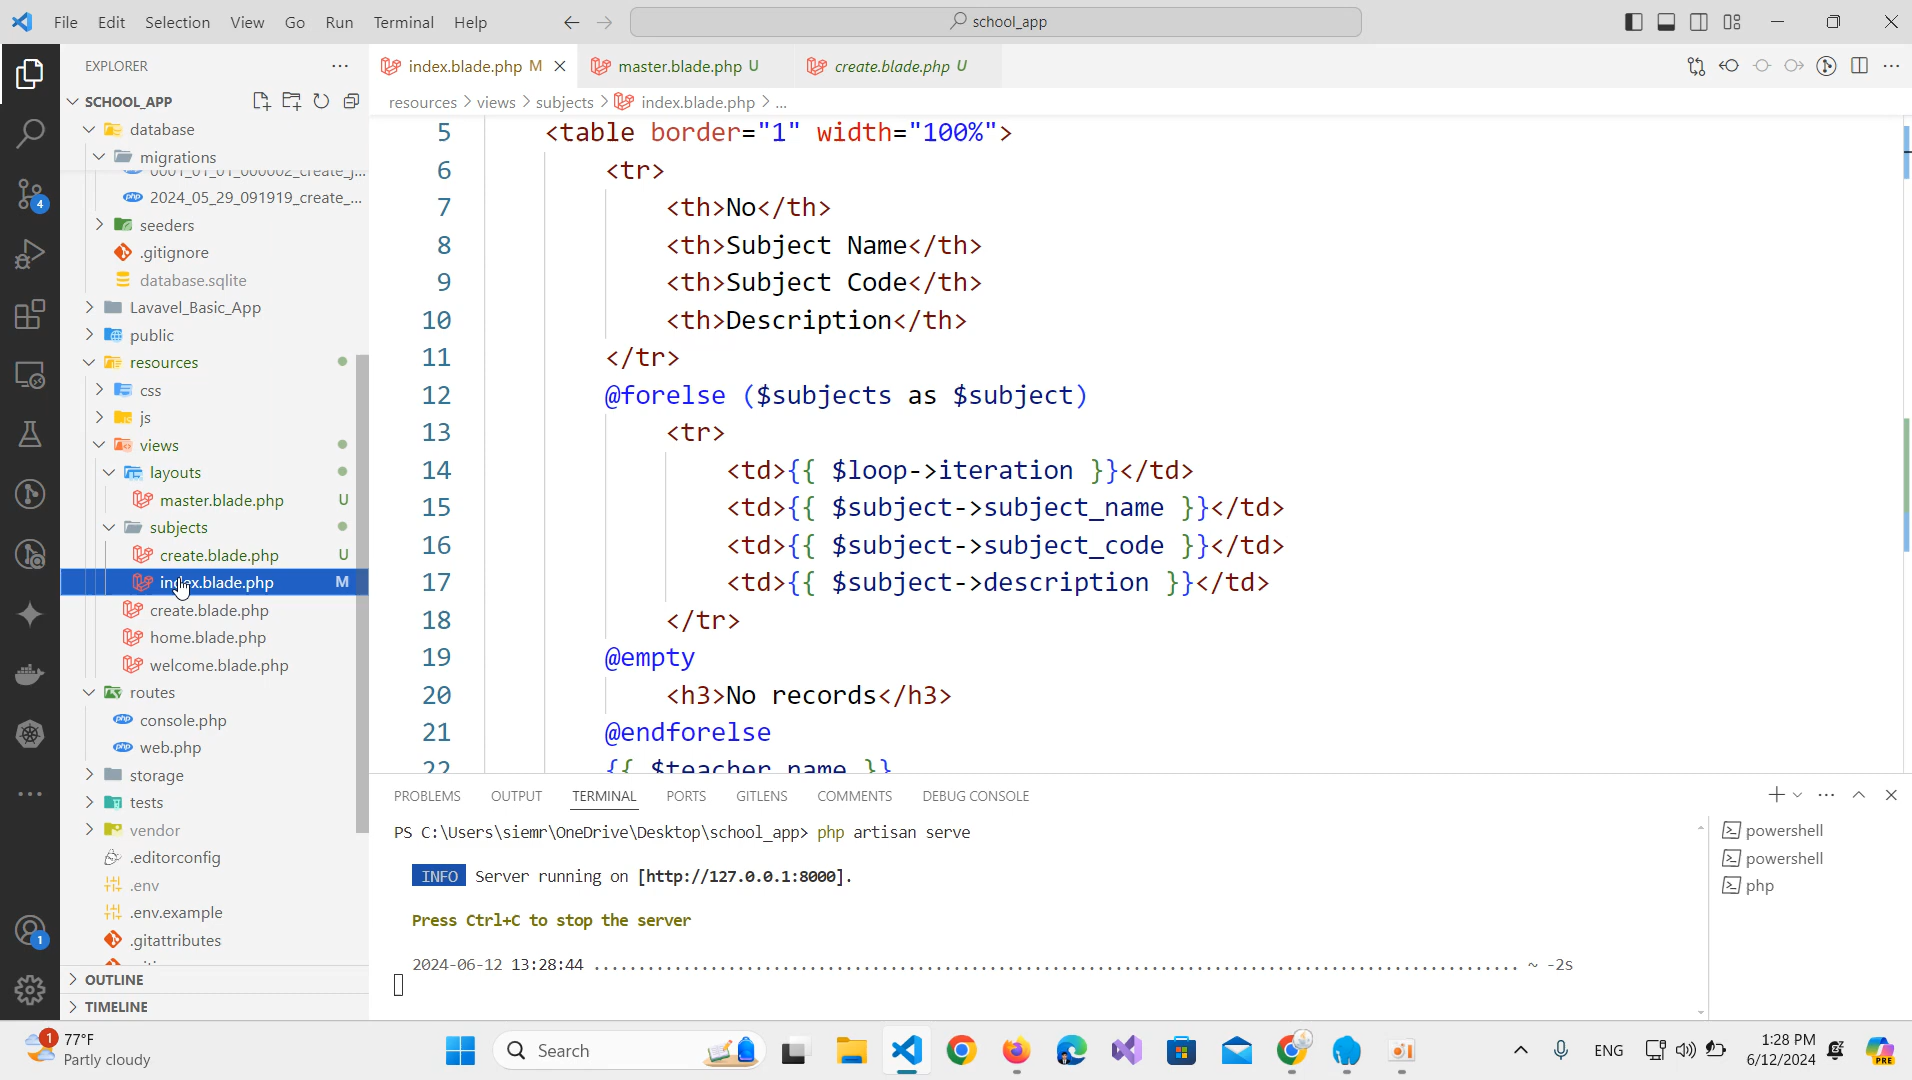 File Edit Selection View Go Run Terminal Help
school_app
EXPLORER
index.blade.php M
master.blade.php U
create.blade.php U
SCHOOL_APP
resources > views > subjects > index.blade.php > ...
database
migrations
0001_01_01_000002_create_j...
2024_05_29_091919_create_...
seeders
.gitignore
database.sqlite
Lavavel_Basic_App
public
resources
css
js
views
layouts
master.blade.php U
subjects
create.blade.php U
index.blade.php M
create.blade.php
home.blade.php
welcome.blade.php
routes
console.php
web.php
storage
tests
vendor
.editorconfig
.env
.env.example
.gitattributes
OUTLINE
TIMELINE
5 <table border="1" width="100%">
6 <tr>
7 <th>No</th>
8 <th>Subject Name</th>
9 <th>Subject Code</th>
10 <th>Description</th>
11 </tr>
12 @forelse ($subjects as $subject)
13 <tr>
14 <td>{{ $loop->iteration }}</td>
15 <td>{{ $subject->subject_name }}</td>
16 <td>{{ $subject->subject_code }}</td>
17 <td>{{ $subject->description }}</td>
18 </tr>
19 @empty
20 <h3>No records</h3>
21 @endforelse
22 {{ $teacher_name }}
PROBLEMS OUTPUT TERMINAL PORTS GITLENS COMMENTS DEBUG CONSOLE
PS C:\Users\siemr\OneDrive\Desktop\school_app> php artisan serve
INFO Server running on [http://127.0.0.1:8000].
Press Ctrl+C to stop the server
2024-06-12 13:28:44 ....................................................................................................... ~ -2s
powershell
powershell
php
4
1
1
77°F
Partly cloudy
Search
ENG
1:28 PM
6/12/2024
PRE